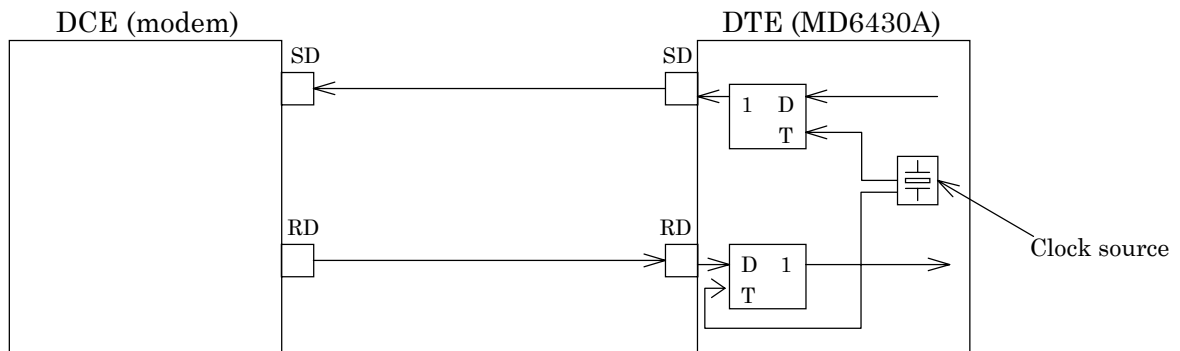 DCE (modem)
DTE (MD6430A)
SD
SD
1 D
T
RD
RD
Clock source
D 1
T